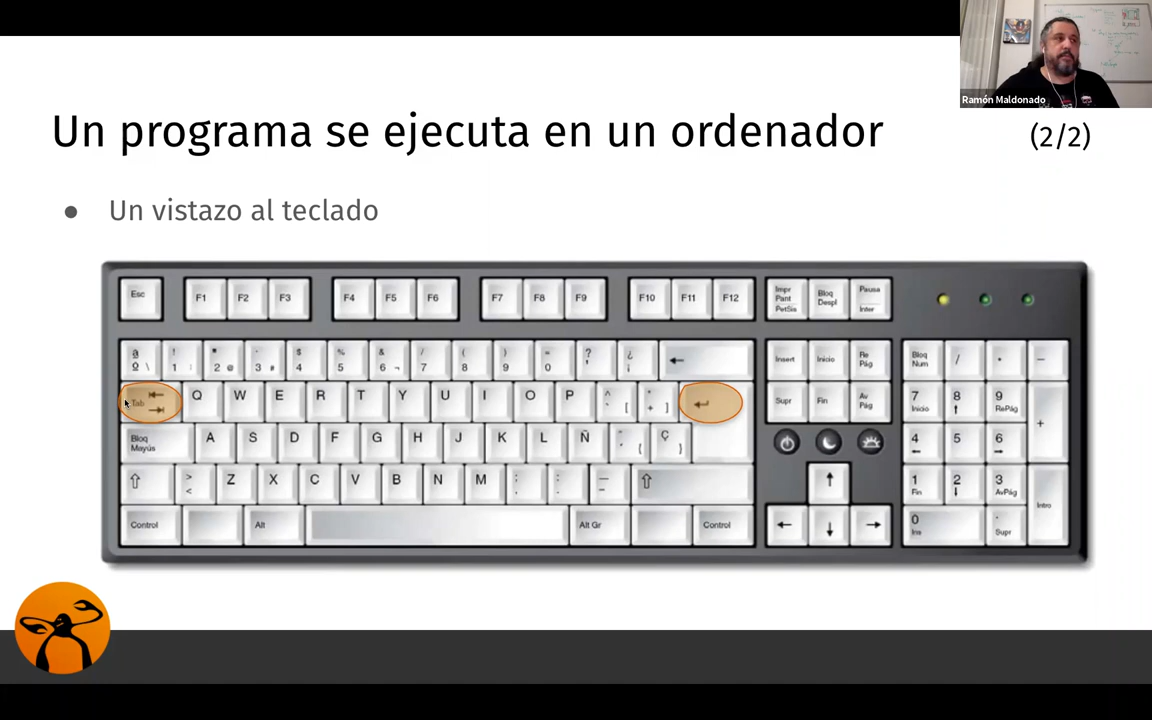 Ramón Maldonado
Un programa se ejecuta en un ordenador (2/2)
● Un vistazo al teclado
Esc F1 F2 F3 F4 F5 F6 F7 F8 F9 F10 F11 F12 Impr Pant PetSis Bloq Despl Pausa Inter
1 2 @ 3 # 4 5 6 ¬ 7 8 9 0 ? ' ¿ ¡ ← Insert Inicio Re Pág Bloq Num / -
Tab Q W E R T Y U I O P ^ [ + ] Supr Fin Av Pág 7 Inicio 8 ↑ 9 RePág +
Bloq Mayús A S D F G H J K L Ñ { Ç } 4 ← 5 6 →
⇧ > < Z X C V B N M ⇧ ↑ 1 Fin 2 ↓ 3 AvPág Intro
Control Alt Alt Gr Control ← ↓ → 0 Ins Supr